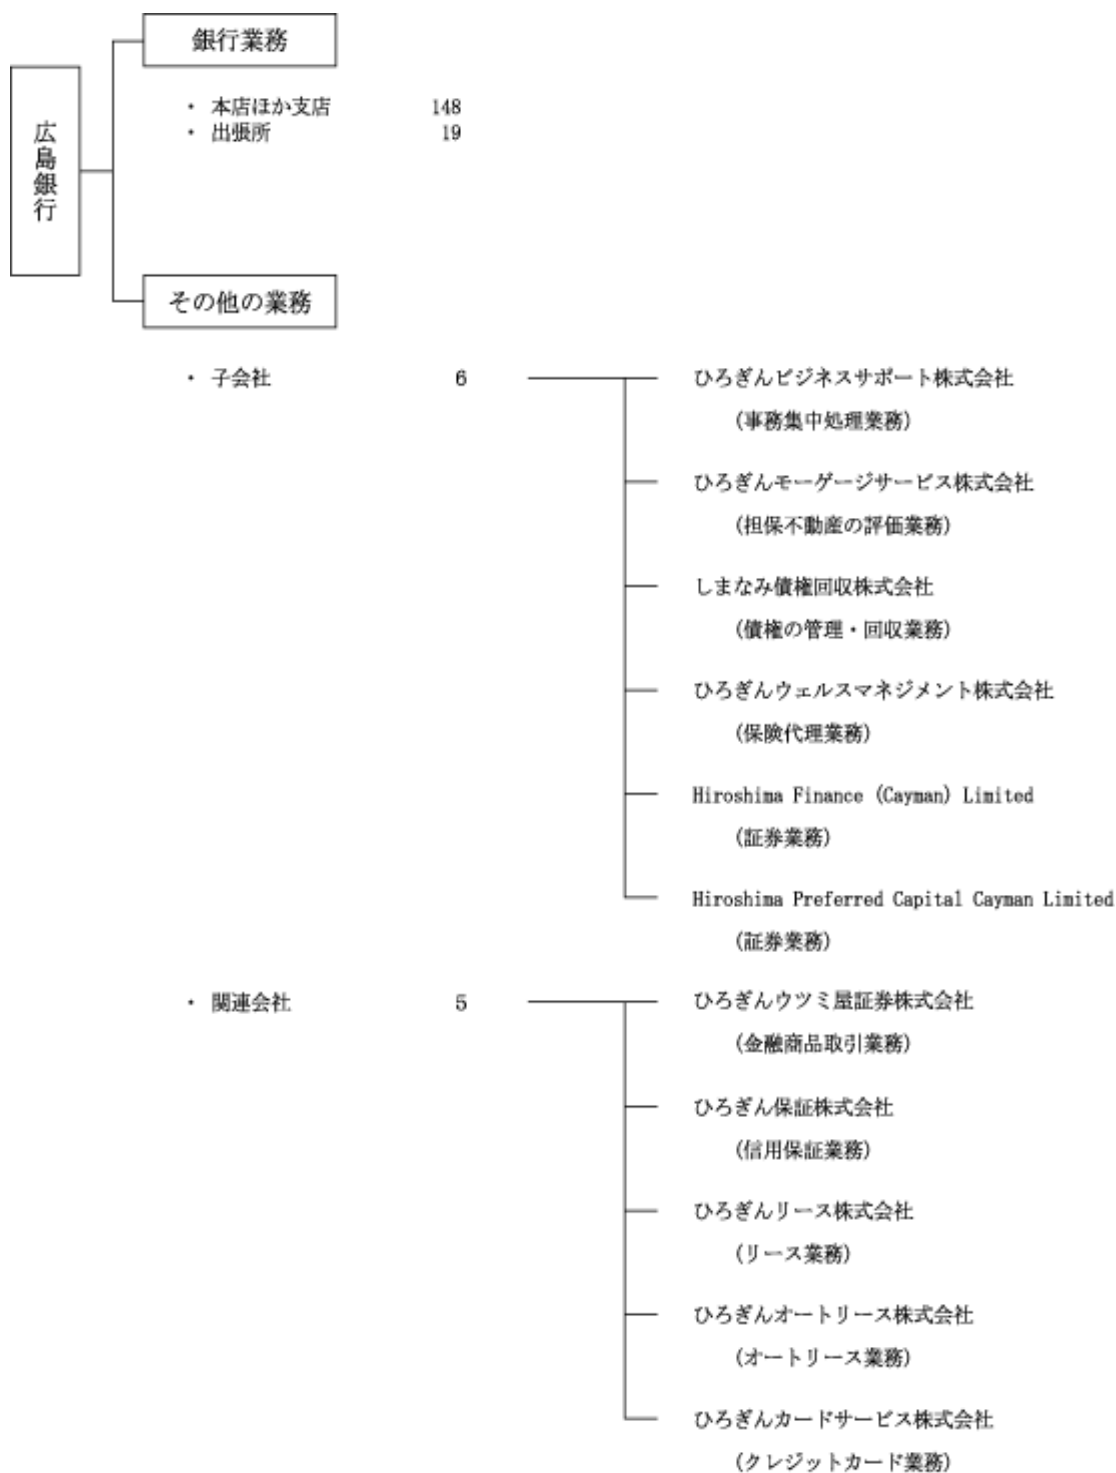 銀行業務
広島銀行
・ 本店ほか支店 148
・ 出張所 19
その他の業務
・ 子会社 6
ひろぎんビジネスサポート株式会社
(事務集中処理業務)
ひろぎんモーゲージサービス株式会社
(担保不動産の評価業務)
しまなみ債権回収株式会社
(債権の管理・回収業務)
ひろぎんウェルスマネジメント株式会社
(保険代理業務)
Hiroshima Finance (Cayman) Limited
(証券業務)
Hiroshima Preferred Capital Cayman Limited
(証券業務)
・ 関連会社 5
ひろぎんウツミ屋証券株式会社
(金融商品取引業務)
ひろぎん保証株式会社
(信用保証業務)
ひろぎんリース株式会社
(リース業務)
ひろぎんオートリース株式会社
(オートリース業務)
ひろぎんカードサービス株式会社
(クレジットカード業務)